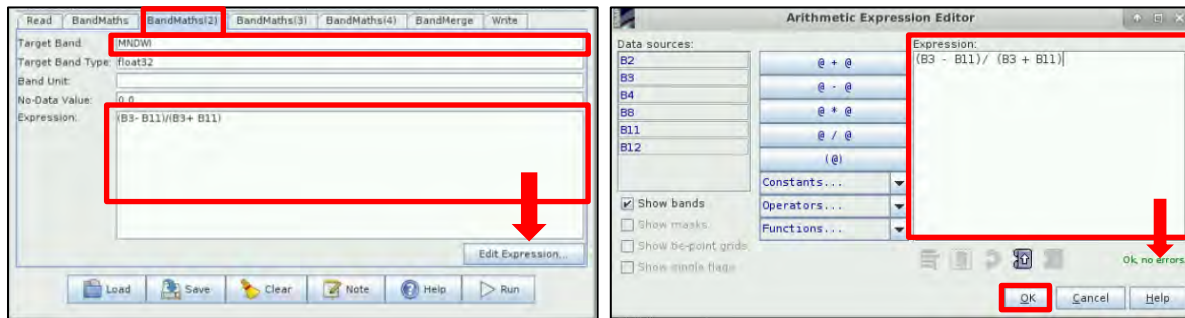 Read BandMaths BandMaths(2) BandMaths(3) BandMaths(4) BandMerge Write
Target Band MNDWI
Target Band Type: float32
Band Unit:
No-Data Value: 0.0
Expression: (B3- B11)/(B3+ B11)
Edit Expression...
Load Save Clear Note Help Run
Arithmetic Expression Editor
Data sources:
B2
B3
B4
B8
B11
B12
Show bands
Show masks
Show tie-point grids
Show single flags
@ + @
@ - @
@ * @
@ / @
(@)
Constants...
Operators...
Functions...
Expression:
(B3 - B11)/ (B3 + B11)
Ok, no errors.
OK Cancel Help